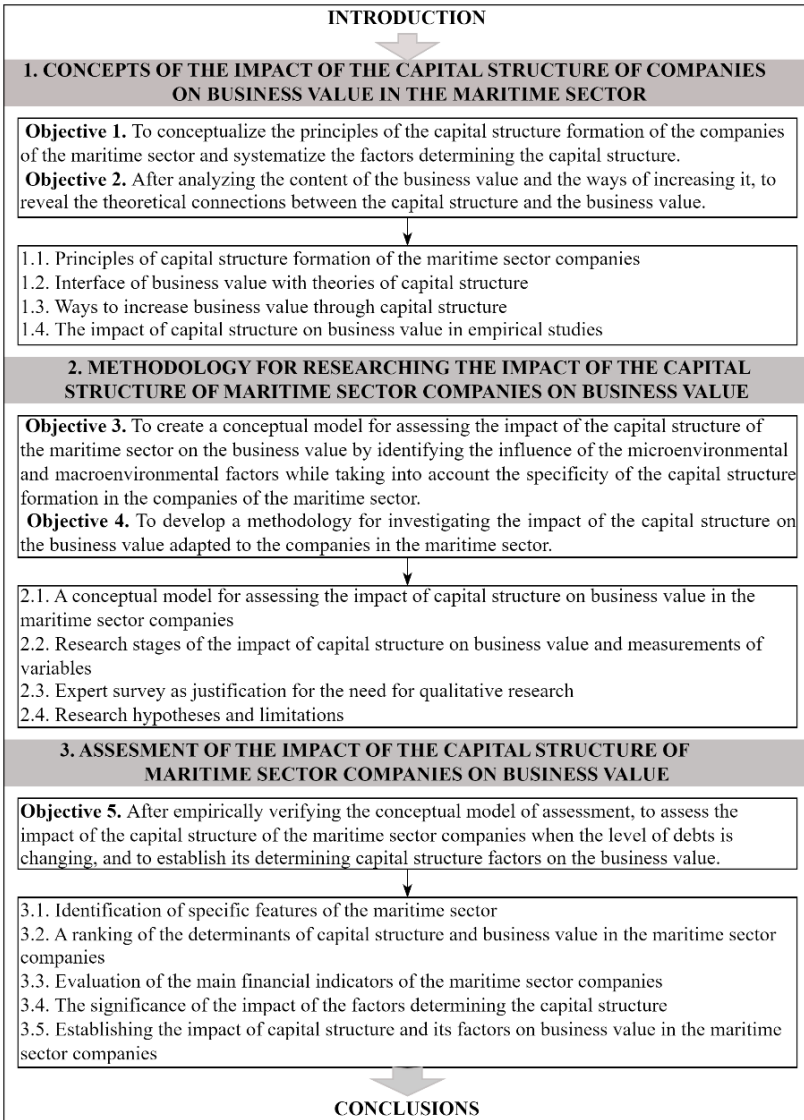 INTRODUCTION
1. CONCEPTS OF THE IMPACT OF THE CAPITAL STRUCTURE OF COMPANIES
ON BUSINESS VALUE IN THE MARITIME SECTOR
Objective 1. To conceptualize the principles of the capital structure formation of the companies
of the maritime sector and systematize the factors determining the capital structure.
Objective 2. After analyzing the content of the business value and the ways of increasing it, to
reveal the theoretical connections between the capital structure and the business value.
1.1. Principles of capital structure formation of the maritime sector companies
1.2. Interface of business value with theories of capital structure
1.3. Ways to increase business value through capital structure
1.4. The impact of capital structure on business value in empirical studies
2. METHODOLOGY FOR RESEARCHING THE IMPACT OF THE CAPITAL
STRUCTURE OF MARITIME SECTOR COMPANIES ON BUSINESS VALUE
Objective 3. To create a conceptual model for assessing the impact of the capital structure of
the maritime sector on the business value by identifying the influence of the microenvironmental
and macroenvironmental factors while taking into account the specificity of the capital structure
formation in the companies of the maritime sector.
Objective 4. To develop a methodology for investigating the impact of the capital structure on
the business value adapted to the companies in the maritime sector.
2.1. A conceptual model for assessing the impact of capital structure on business value in the
maritime sector companies
2.2. Research stages of the impact of capital structure on business value and measurements of
variables
2.3. Expert survey as justification for the need for qualitative research
2.4. Research hypotheses and limitations
3. ASSESMENT OF THE IMPACT OF THE CAPITAL STRUCTURE OF
MARITIME SECTOR COMPANIES ON BUSINESS VALUE
Objective 5. After empirically verifying the conceptual model of assessment, to assess the
impact of the capital structure of the maritime sector companies when the level of debts is
changing, and to establish its determining capital structure factors on the business value.
3.1. Identification of specific features of the maritime sector
3.2. A ranking of the determinants of capital structure and business value in the maritime sector
companies
3.3. Evaluation of the main financial indicators of the maritime sector companies
3.4. The significance of the impact of the factors determining the capital structure
3.5. Establishing the impact of capital structure and its factors on business value in the maritime
sector companies
CONCLUSIONS